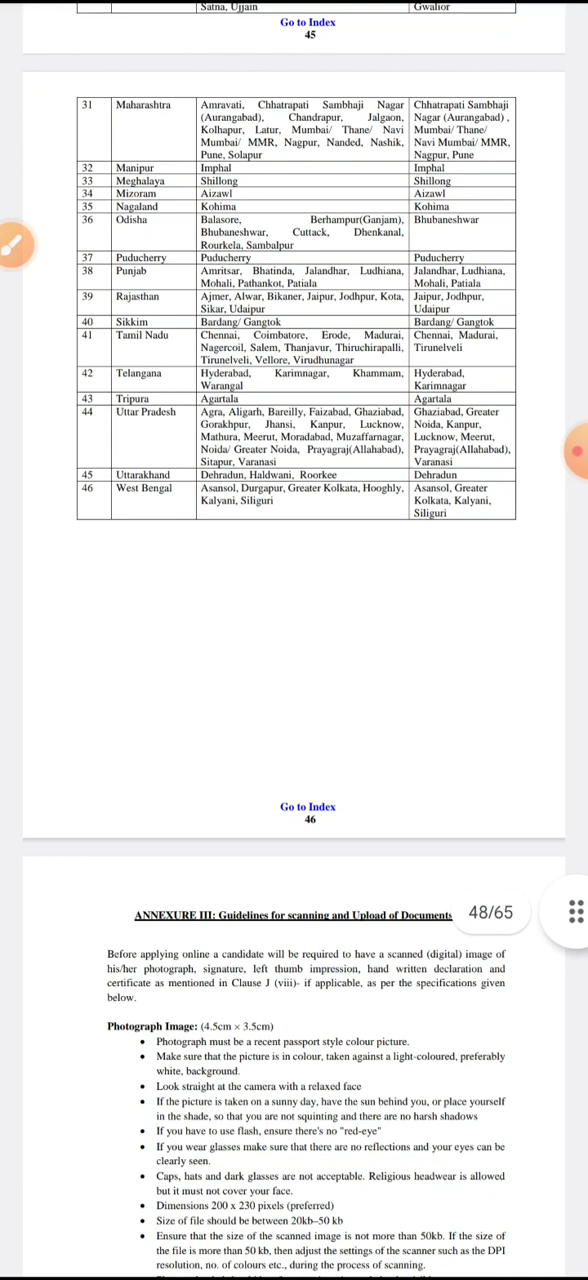 Satna, Ujjain Gwalior
Go to Index
45
31 Maharashtra Amravati, Chhatrapati Sambhaji Nagar Chhatrapati Sambhaji
(Aurangabad), Chandrapur, Jalgaon, Nagar (Aurangabad) ,
Kolhapur, Latur, Mumbai/ Thane/ Navi Mumbai/ Thane/
Mumbai/ MMR, Nagpur, Nanded, Nashik, Navi Mumbai/ MMR,
Pune, Solapur Nagpur, Pune
32 Manipur Imphal Imphal
33 Meghalaya Shillong Shillong
34 Mizoram Aizawl Aizawl
35 Nagaland Kohima Kohima
36 Odisha Balasore, Berhampur(Ganjam), Bhubaneshwar
Bhubaneshwar, Cuttack, Dhenkanal,
Rourkela, Sambalpur
37 Puducherry Puducherry Puducherry
38 Punjab Amritsar, Bhatinda, Jalandhar, Ludhiana, Jalandhar, Ludhiana,
Mohali, Pathankot, Patiala Mohali, Patiala
39 Rajasthan Ajmer, Alwar, Bikaner, Jaipur, Jodhpur, Kota, Jaipur, Jodhpur,
Sikar, Udaipur Udaipur
40 Sikkim Bardang/ Gangtok Bardang/ Gangtok
41 Tamil Nadu Chennai, Coimbatore, Erode, Madurai, Chennai, Madurai,
Nagercoil, Salem, Thanjavur, Thiruchirapalli, Tirunelveli
Tirunelveli, Vellore, Virudhunagar
42 Telangana Hyderabad, Karimnagar, Khammam, Hyderabad,
Warangal Karimnagar
43 Tripura Agartala Agartala
44 Uttar Pradesh Agra, Aligarh, Bareilly, Faizabad, Ghaziabad, Ghaziabad, Greater
Gorakhpur, Jhansi, Kanpur, Lucknow, Noida, Kanpur,
Mathura, Meerut, Moradabad, Muzaffarnagar, Lucknow, Meerut,
Noida/ Greater Noida, Prayagraj(Allahabad), Prayagraj(Allahabad),
Sitapur, Varanasi Varanasi
45 Uttarakhand Dehradun, Haldwani, Roorkee Dehradun
46 West Bengal Asansol, Durgapur, Greater Kolkata, Hooghly, Asansol, Greater
Kalyani, Siliguri Kolkata, Kalyani,
Siliguri
Go to Index
46
ANNEXURE III: Guidelines for scanning and Upload of Documents 48/65
Before applying online a candidate will be required to have a scanned (digital) image of
his/her photograph, signature, left thumb impression, hand written declaration and
certificate as mentioned in Clause J (viii)- if applicable, as per the specifications given
below.
Photograph Image: (4.5cm × 3.5cm)
• Photograph must be a recent passport style colour picture.
• Make sure that the picture is in colour, taken against a light-coloured, preferably
white, background.
• Look straight at the camera with a relaxed face
• If the picture is taken on a sunny day, have the sun behind you, or place yourself
in the shade, so that you are not squinting and there are no harsh shadows
• If you have to use flash, ensure there's no "red-eye"
• If you wear glasses make sure that there are no reflections and your eyes can be
clearly seen.
• Caps, hats and dark glasses are not acceptable. Religious headwear is allowed
but it must not cover your face.
• Dimensions 200 x 230 pixels (preferred)
• Size of file should be between 20kb–50 kb
• Ensure that the size of the scanned image is not more than 50kb. If the size of
the file is more than 50 kb, then adjust the settings of the scanner such as the DPI
resolution, no. of colours etc., during the process of scanning.